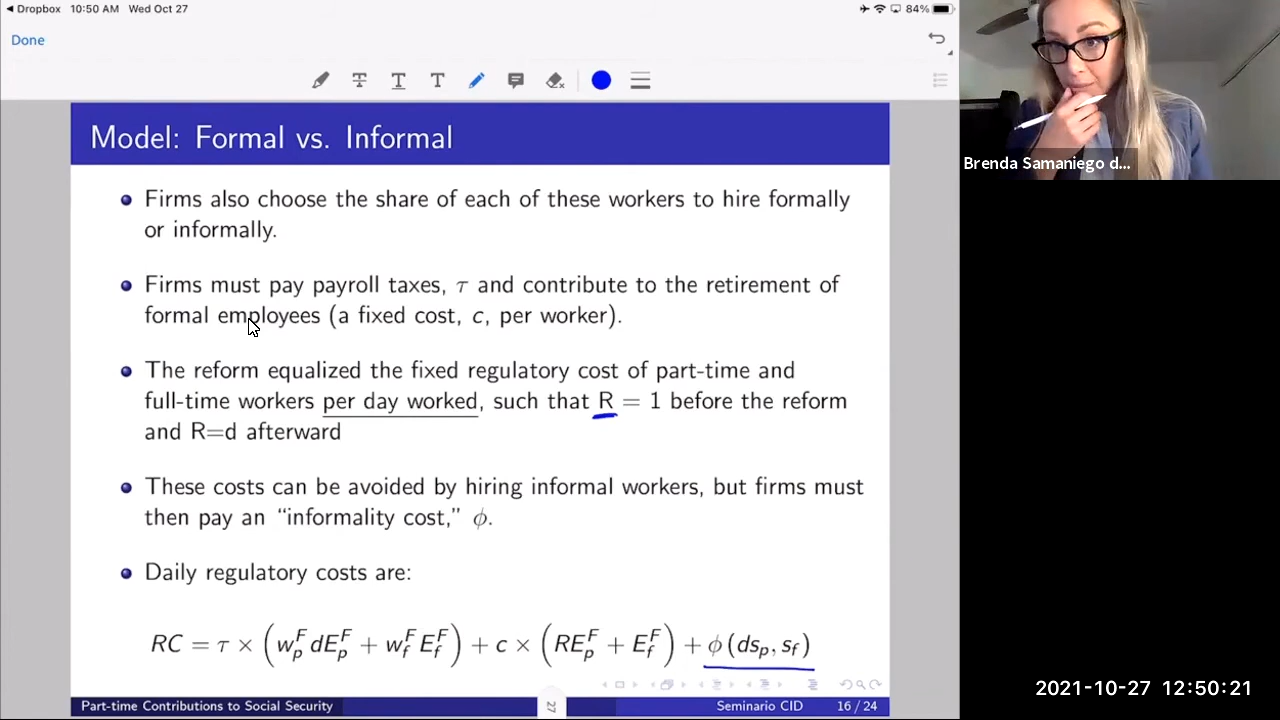 Dropbox 10:50 AM Wed Oct 27
84%
Done
T T T
Model: Formal vs. Informal
Firms also choose the share of each of these workers to hire formally
or informally.
Firms must pay payroll taxes, τ and contribute to the retirement of
formal employees (a fixed cost, c, per worker).
The reform equalized the fixed regulatory cost of part-time and
full-time workers per day worked, such that R = 1 before the reform
and R=d afterward
These costs can be avoided by hiring informal workers, but firms must
then pay an “informality cost,” ϕ.
Daily regulatory costs are:
RC = τ × (w_p^F dE_p^F + w_f^F E_f^F) + c × (RE_p^F + E_f^F) + ϕ(ds_p, s_f)
Part-time Contributions to Social Security
27
Seminario CID
16 / 24
Brenda Samaniego d...
2021-10-27 12:50:21